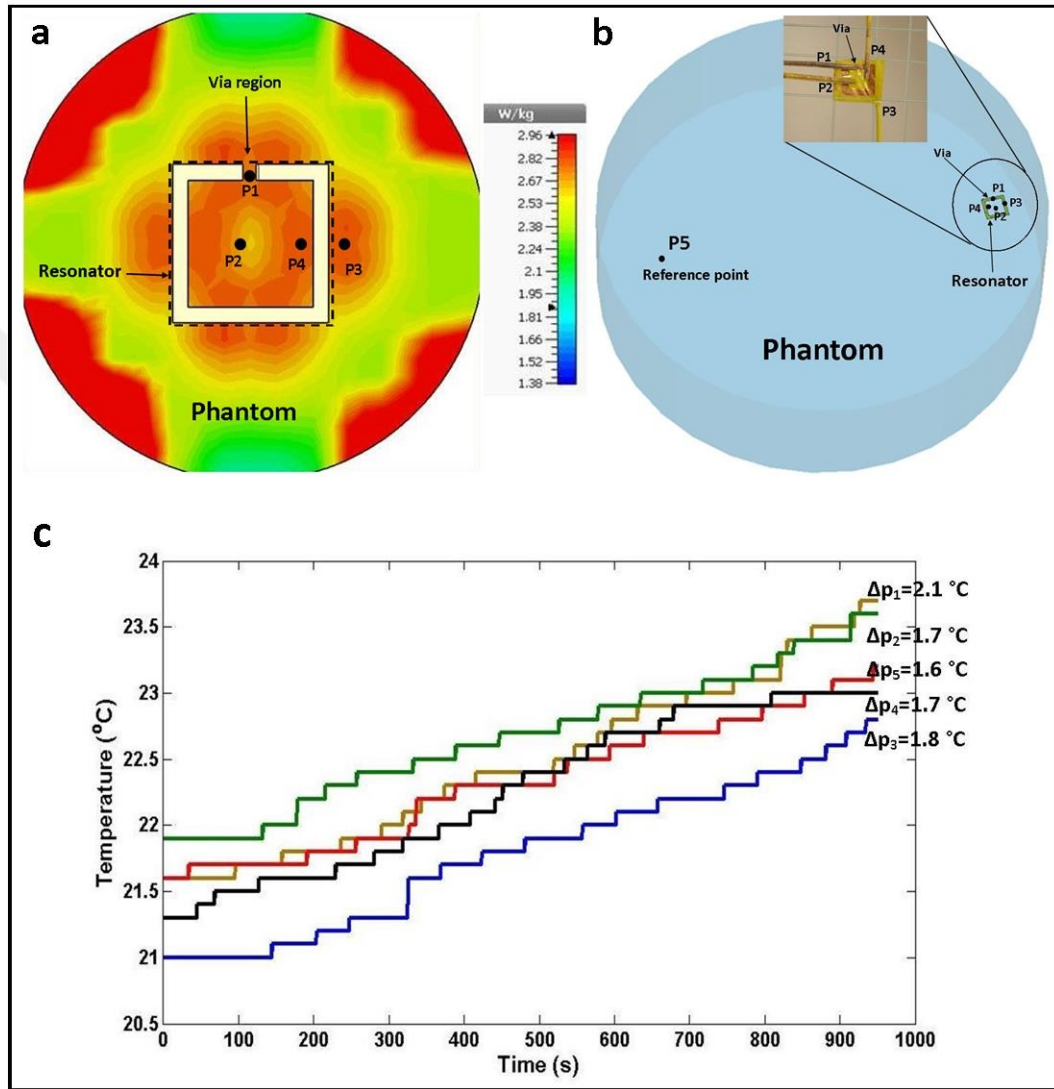 a
Via region
P1
P2
P4
P3
Resonator
Phantom
W/kg
2.96
2.82
2.67
2.53
2.39
2.24
2.1
1.95
1.81
1.66
1.52
1.38
b
Via
P4
P1
P2
P3
Via
P1
P4
P3
P2
P5
Reference point
Resonator
Phantom
c
24
23.5
23
22.5
22
21.5
21
20.5
Temperature (°C)
0 100 200 300 400 500 600 700 800 900 1000
Time (s)
Δp₁=2.1 °C
Δp₂=1.7 °C
Δp₅=1.6 °C
Δp₄=1.7 °C
Δp₃=1.8 °C